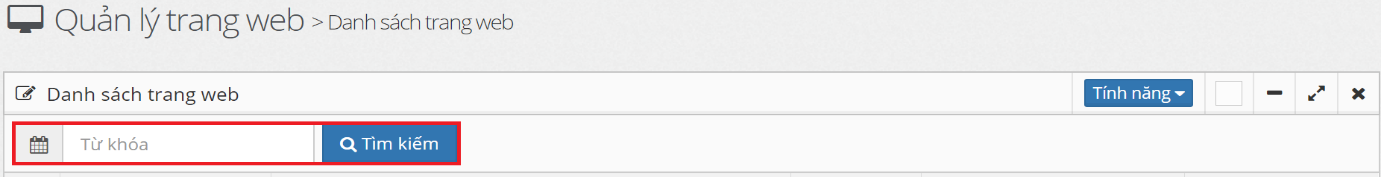 Quản lý trang web > Danh sách trang web
Danh sách trang web Tính năng
Từ khóa Tìm kiếm